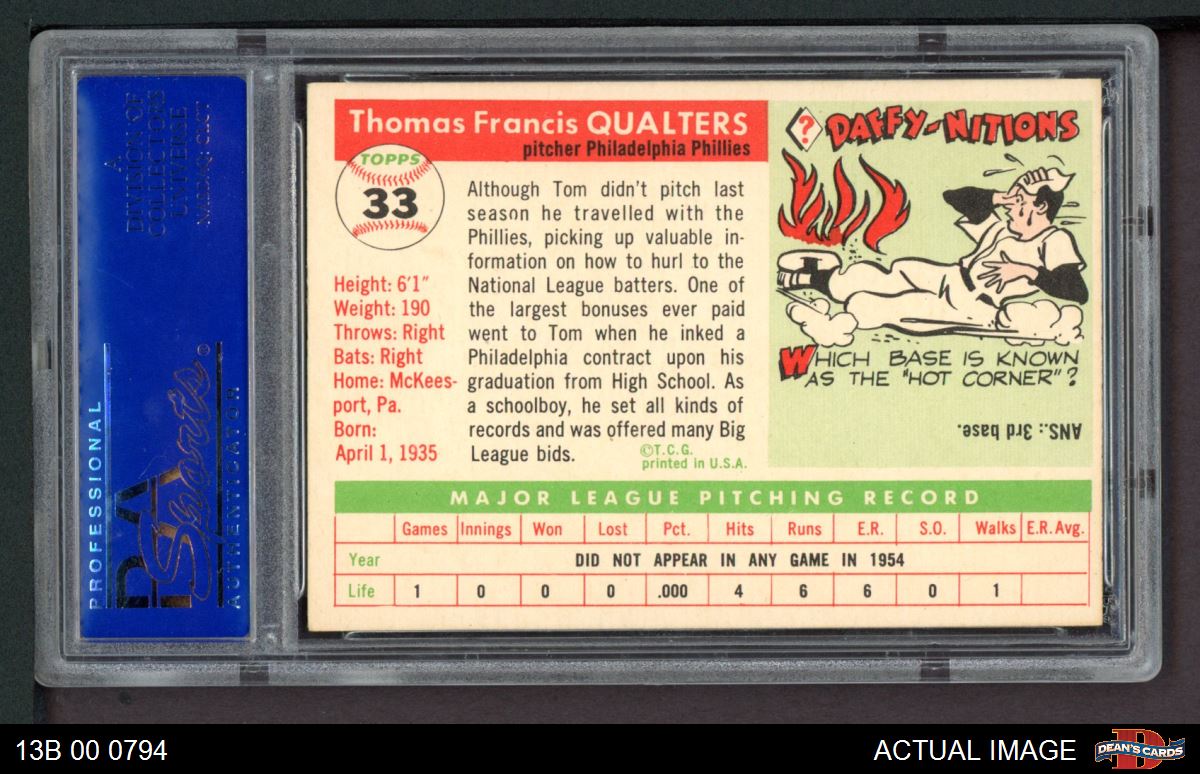 A
DIVISION OF
COLLECTORS
UNIVERSE
NASDAQ: CLCT
PROFESSIONAL
PSA
Sports
®
AUTHENTICATOR
Thomas Francis QUALTERS
pitcher Philadelphia Phillies
TOPPS
33
Height: 6'1"
Weight: 190
Throws: Right
Bats: Right
Home: McKees-
port, Pa.
Born:
April 1, 1935
Although Tom didn't pitch last
season he travelled with the
Phillies, picking up valuable in-
formation on how to hurl to the
National League batters. One of
the largest bonuses ever paid
went to Tom when he inked a
Philadelphia contract upon his
graduation from High School. As
a schoolboy, he set all kinds of
records and was offered many Big
League bids.
©T.C.G.
printed in U.S.A.
? DAFFY-NITIONS
WHICH BASE IS KNOWN
AS THE "HOT CORNER"?
ANS.: 3rd base.
MAJOR LEAGUE PITCHING RECORD
Games Innings Won Lost Pct. Hits Runs E.R. S.O. Walks E.R. Avg.
Year DID NOT APPEAR IN ANY GAME IN 1954
Life 1 0 0 0 .000 4 6 6 0 1
13B 00 0794
ACTUAL IMAGE
D
DEAN'S CARDS